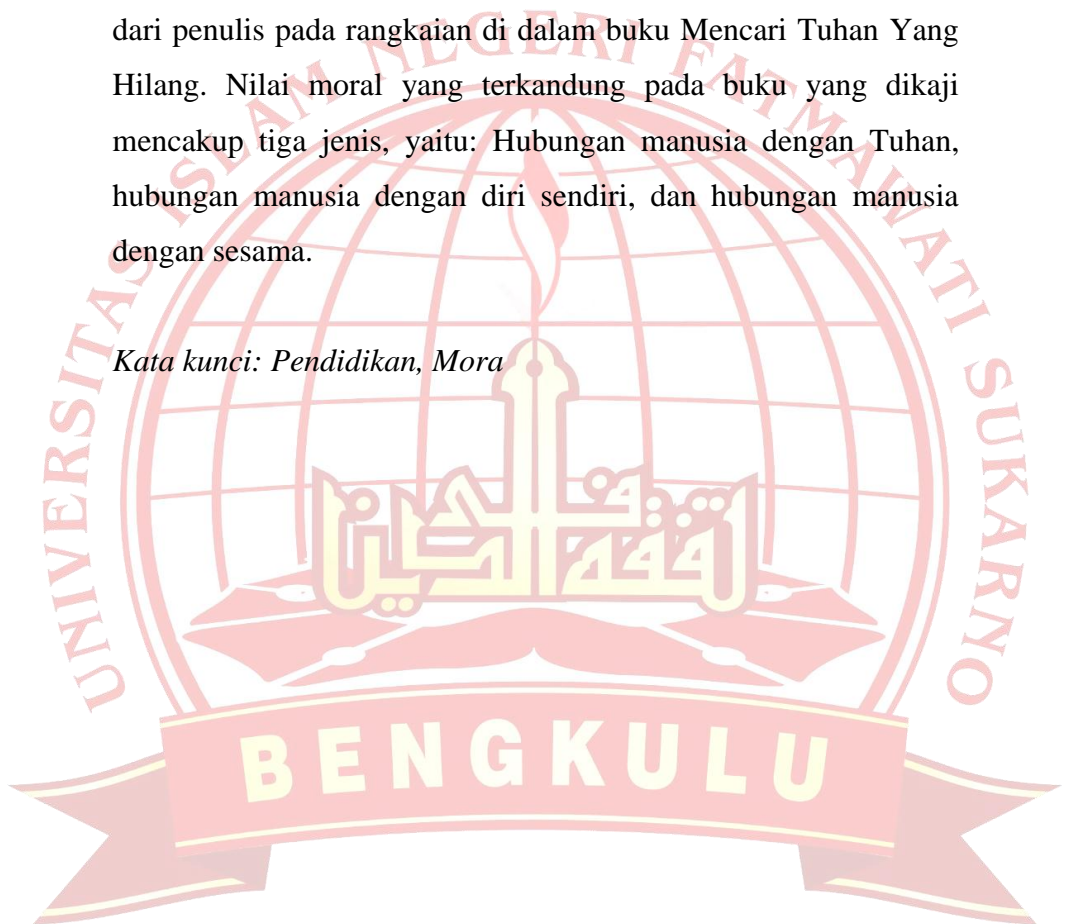 dari penulis pada rangkaian di dalam buku Mencari Tuhan Yang
Hilang. Nilai moral yang terkandung pada buku yang dikaji
mencakup tiga jenis, yaitu: Hubungan manusia dengan Tuhan,
hubungan manusia dengan diri sendiri, dan hubungan manusia
dengan sesama.
Kata kunci: Pendidikan, Mora
UNIVERSITAS ISLAM NEGERI FATMAWATI SUKARNO
BENGKULU